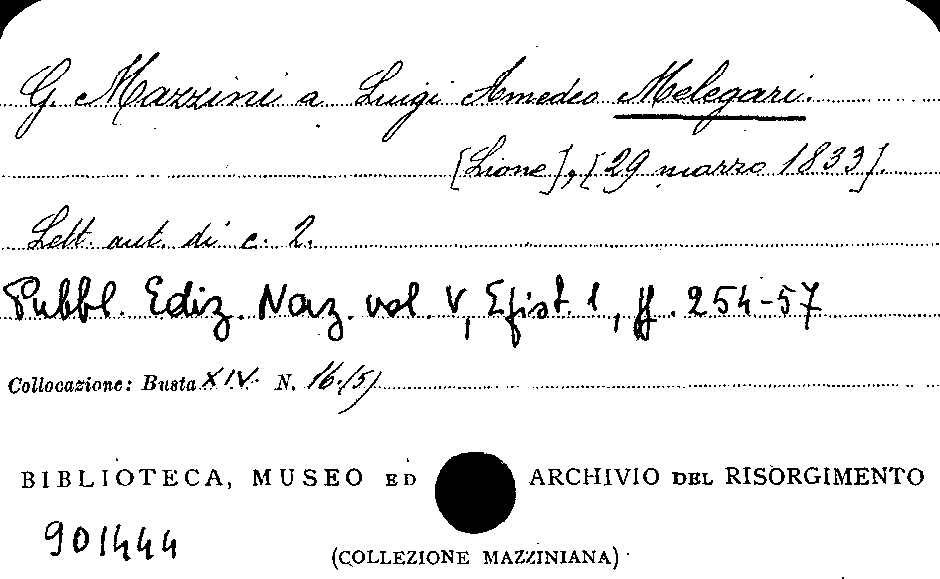 G. Mazzini a Luigi Amedeo Melegari.
[Lione], [29 marzo 1833].
Lett. aut. di c. 2.
Pubbl. Ediz. Naz. vol. V, Epist. 1, pp. 254-57
Collocazione: Busta XIV. N. 16.(5)
BIBLIOTECA, MUSEO ED ARCHIVIO DEL RISORGIMENTO
901444
(COLLEZIONE MAZZINIANA)